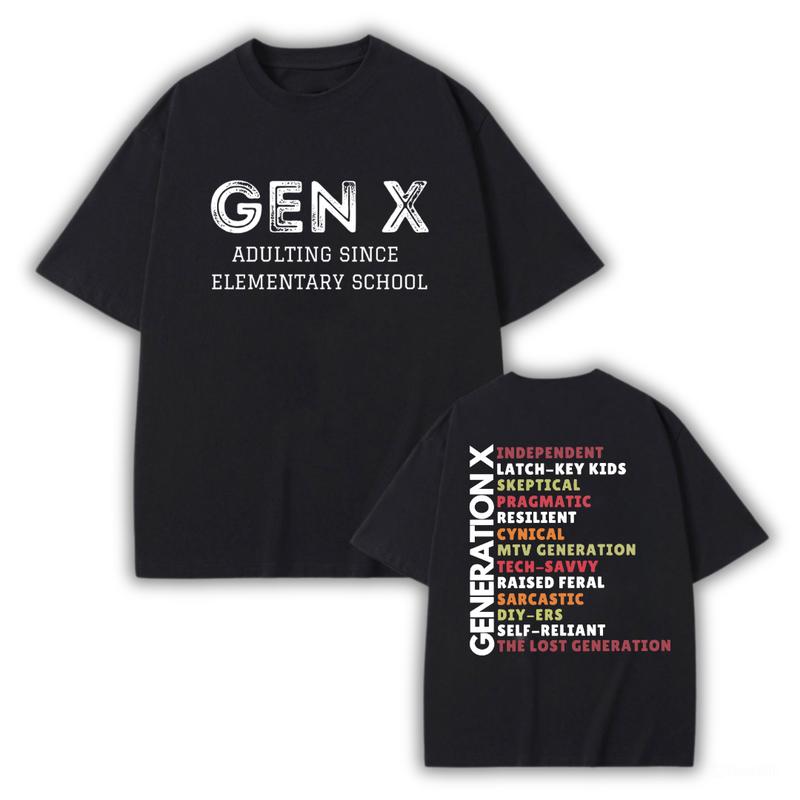 GEN X
ADULTING SINCE
ELEMENTARY SCHOOL
GENERATION X
INDEPENDENT
LATCH-KEY KIDS
SKEPTICAL
PRAGMATIC
RESILIENT
CYNICAL
MTV GENERATION
TECH-SAVVY
RAISED FERAL
SARCASTIC
DIY-ERS
SELF-RELIANT
THE LOST GENERATION